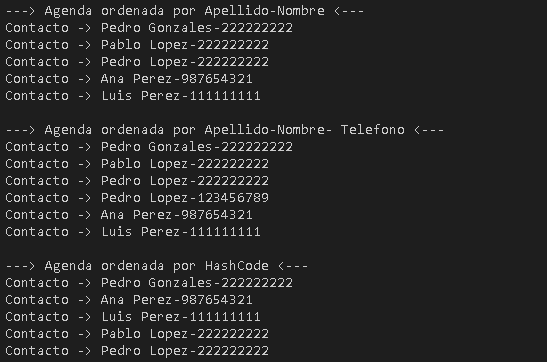 ---> Agenda ordenada por Apellido-Nombre <---
Contacto -> Pedro Gonzales-222222222
Contacto -> Pablo Lopez-222222222
Contacto -> Pedro Lopez-222222222
Contacto -> Ana Perez-987654321
Contacto -> Luis Perez-111111111
---> Agenda ordenada por Apellido-Nombre- Telefono <---
Contacto -> Pedro Gonzales-222222222
Contacto -> Pablo Lopez-222222222
Contacto -> Pedro Lopez-222222222
Contacto -> Pedro Lopez-123456789
Contacto -> Ana Perez-987654321
Contacto -> Luis Perez-111111111
---> Agenda ordenada por HashCode <---
Contacto -> Pedro Gonzales-222222222
Contacto -> Ana Perez-987654321
Contacto -> Luis Perez-111111111
Contacto -> Pablo Lopez-222222222
Contacto -> Pedro Lopez-222222222